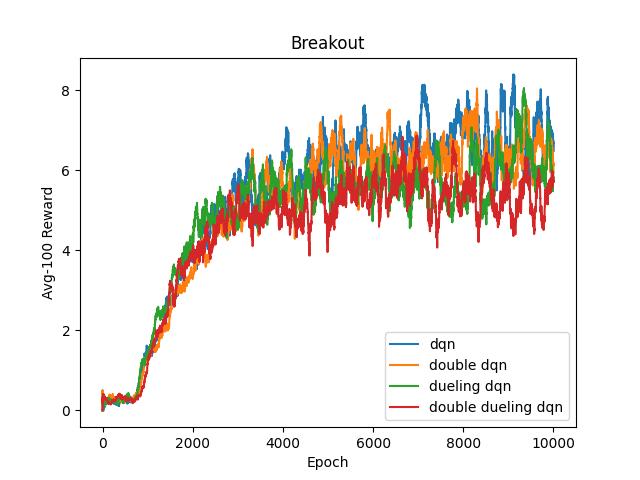 Breakout
Avg-100 Reward
8
6
4
2
0
0 2000 4000 6000 8000 10000
Epoch
dqn
double dqn
dueling dqn
double dueling dqn